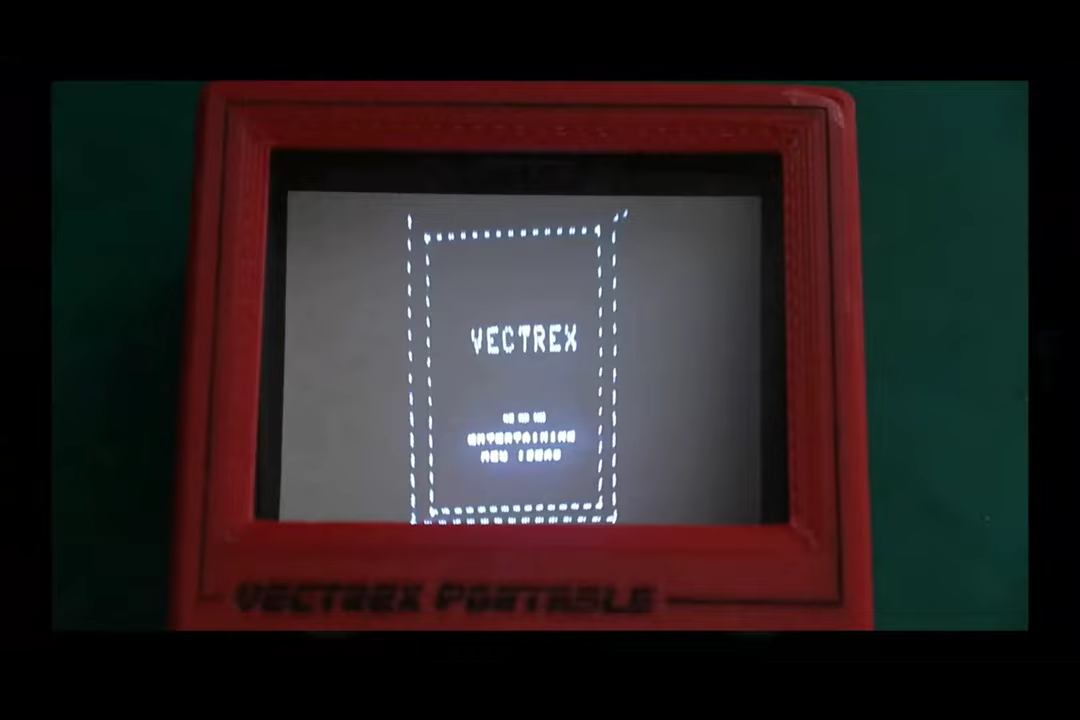 VECTREX
ENTERTAINING
NEW IDEAS
VECTREX PORTABLE